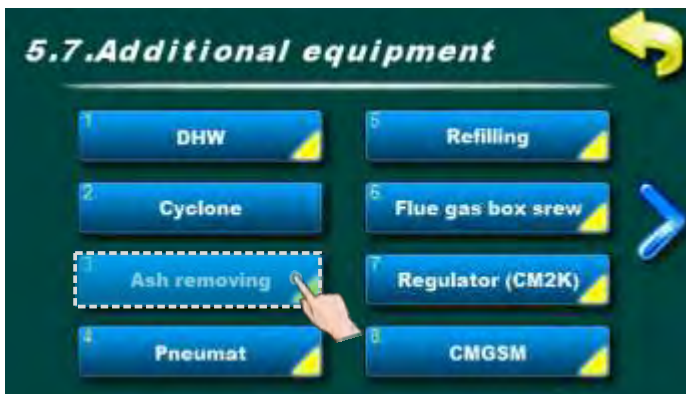 5.7.Additional equipment
1
DHW
2.
Cyclone
3
Ash removing
4
Pneumat
5
Refilling
6
Flue gas box srew
7
Regulator (CM2K)
8
CMGSM